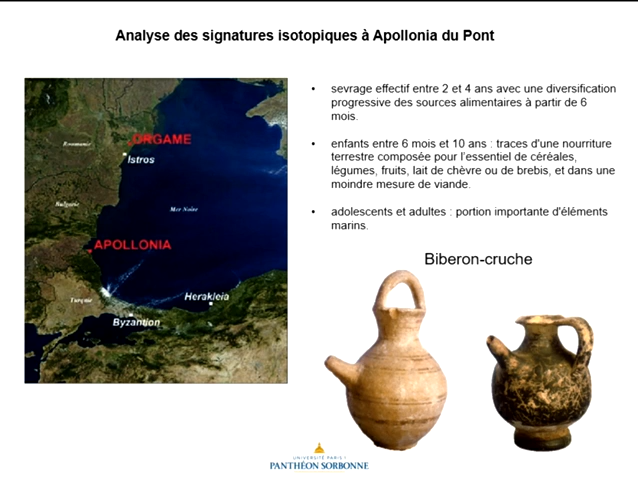 Analyse des signatures isotopiques à Apollonia du Pont
• sevrage effectif entre 2 et 4 ans avec une diversification
progressive des sources alimentaires à partir de 6
mois.
• enfants entre 6 mois et 10 ans : traces d'une nourriture
terrestre composée pour l'essentiel de céréales,
légumes, fruits, lait de chèvre ou de brebis, et dans une
moindre mesure de viande.
• adolescents et adultes : portion importante d'éléments
marins.
Roumanie
ORGAME
Istros
Bulgarie
Mer Noire
APOLLONIA
Turquie
Herakleia
Byzantion
Biberon-cruche
UNIVERSITÉ PARIS 1
PANTHÉON SORBONNE